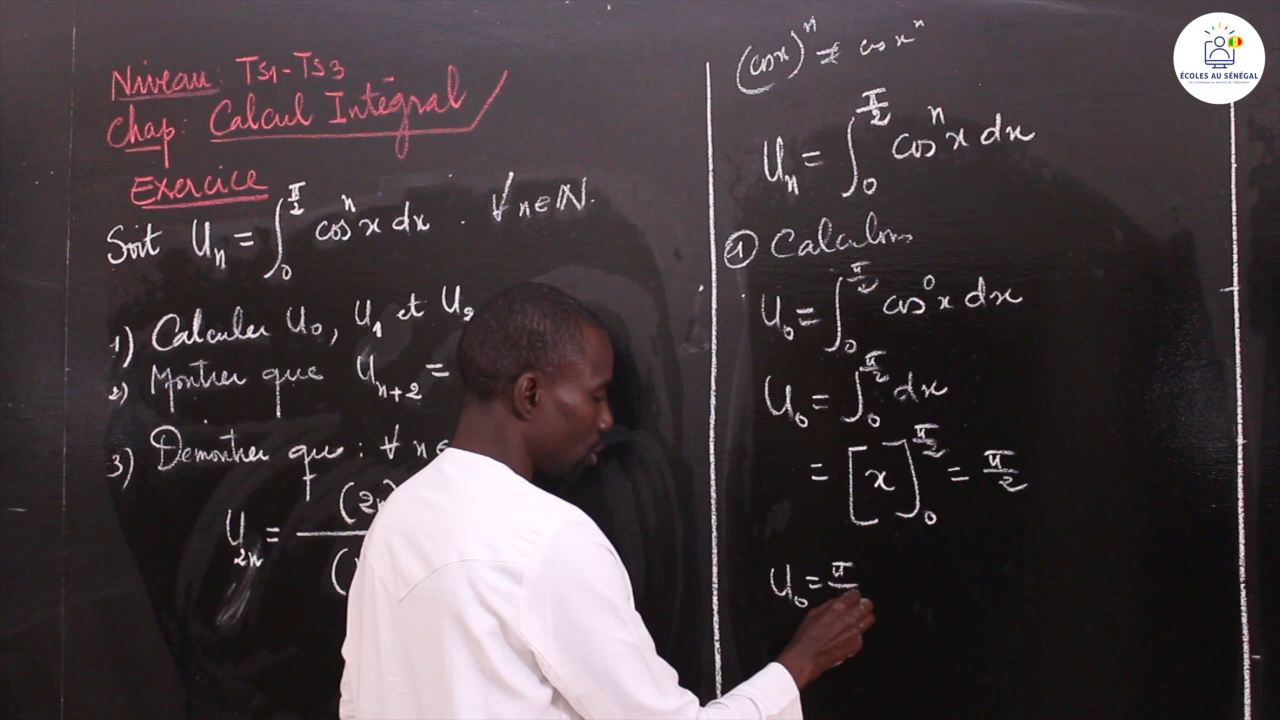 Niveau: TS1-TS3
Chap: Calcul Intégral
Exercice
Soit Uₙ = ∫₀^(π/2) cosⁿx dx . ∀ n ∈ ℕ.
1) Calculer U₀, U₁ et U₂
2) Montrer que Uₙ₊₂ =
3) Demontrer que : ∀ n ∈
U₂ₙ = (2n)
(cosx)ⁿ = cos xⁿ
Uₙ = ∫₀^(π/2) cosⁿx dx
① Calculons
U₀ = ∫₀^(π/2) cos⁰x dx
U₀ = ∫₀^(π/2) dx
= [x]₀^(π/2) = π/2
U₀ = π
ÉCOLES AU SÉNÉGAL